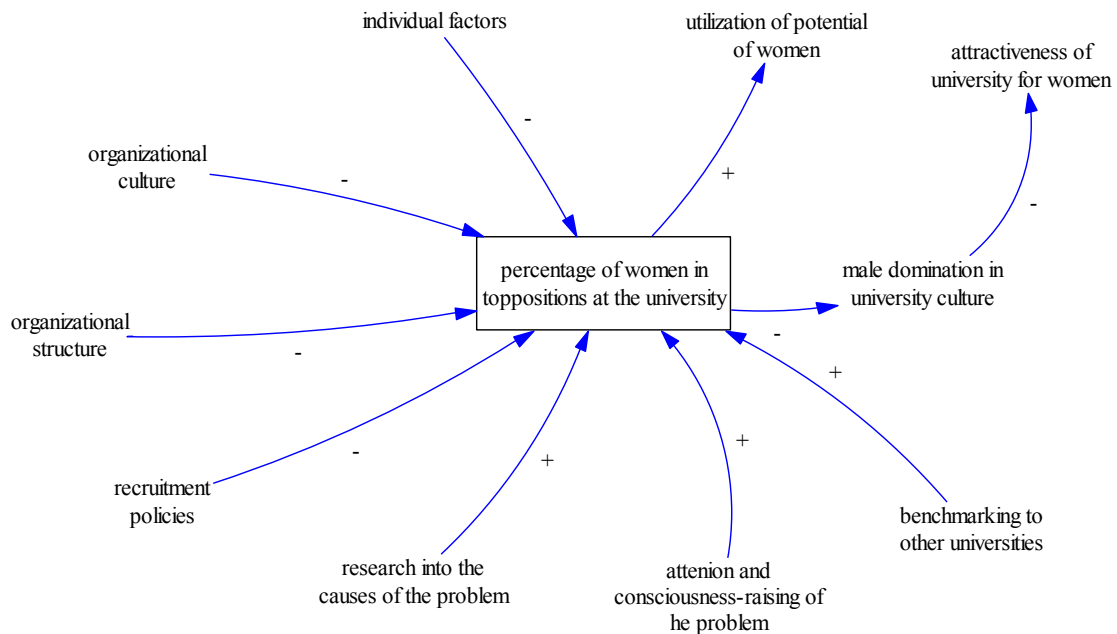 individual factors
-
utilization of potential
of women
+
attractiveness of
university for women
-
organizational
culture
-
percentage of women in
toppositions at the university
male domination in
university culture
-
organizational
structure
-
recruitment
policies
-
research into the
causes of the problem
+
attenion and
consciousness-raising of
he problem
+
benchmarking to
other universities
+